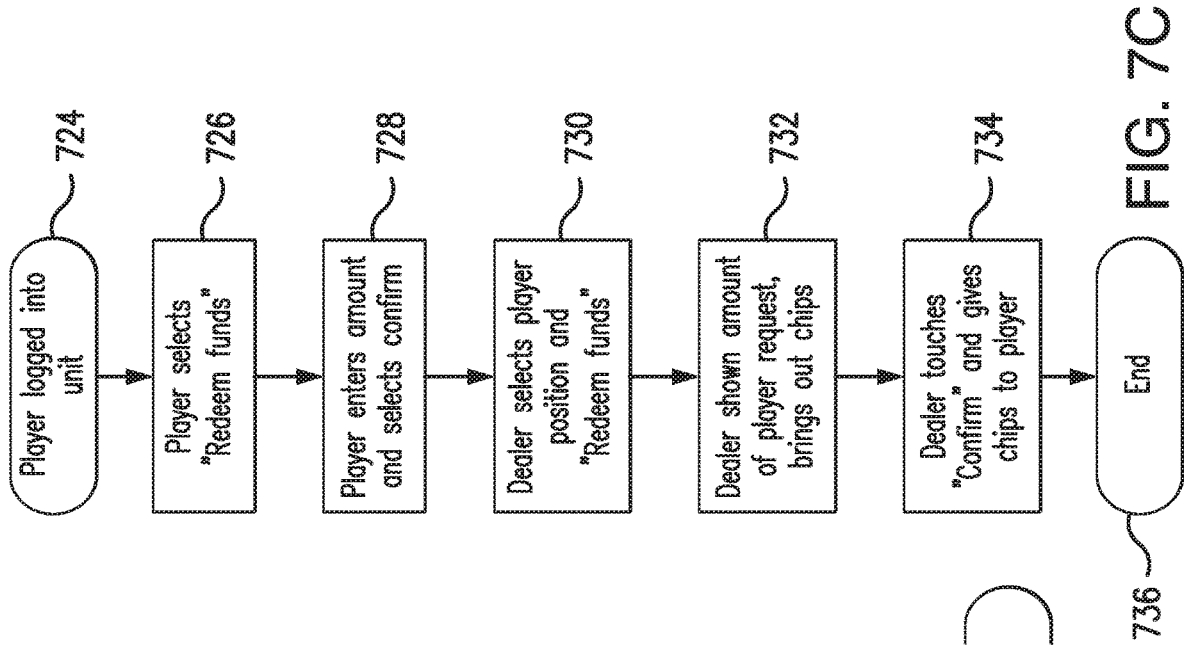 Player logged into
unit
724
Player selects
"Redeem funds"
726
Player enters amount
and selects confirm
728
Dealer selects player
position and
"Redeem funds"
730
Dealer shown amount
of player request,
brings out chips
732
Dealer touches
"Confirm" and gives
chips to player
734
End
736
FIG. 7C